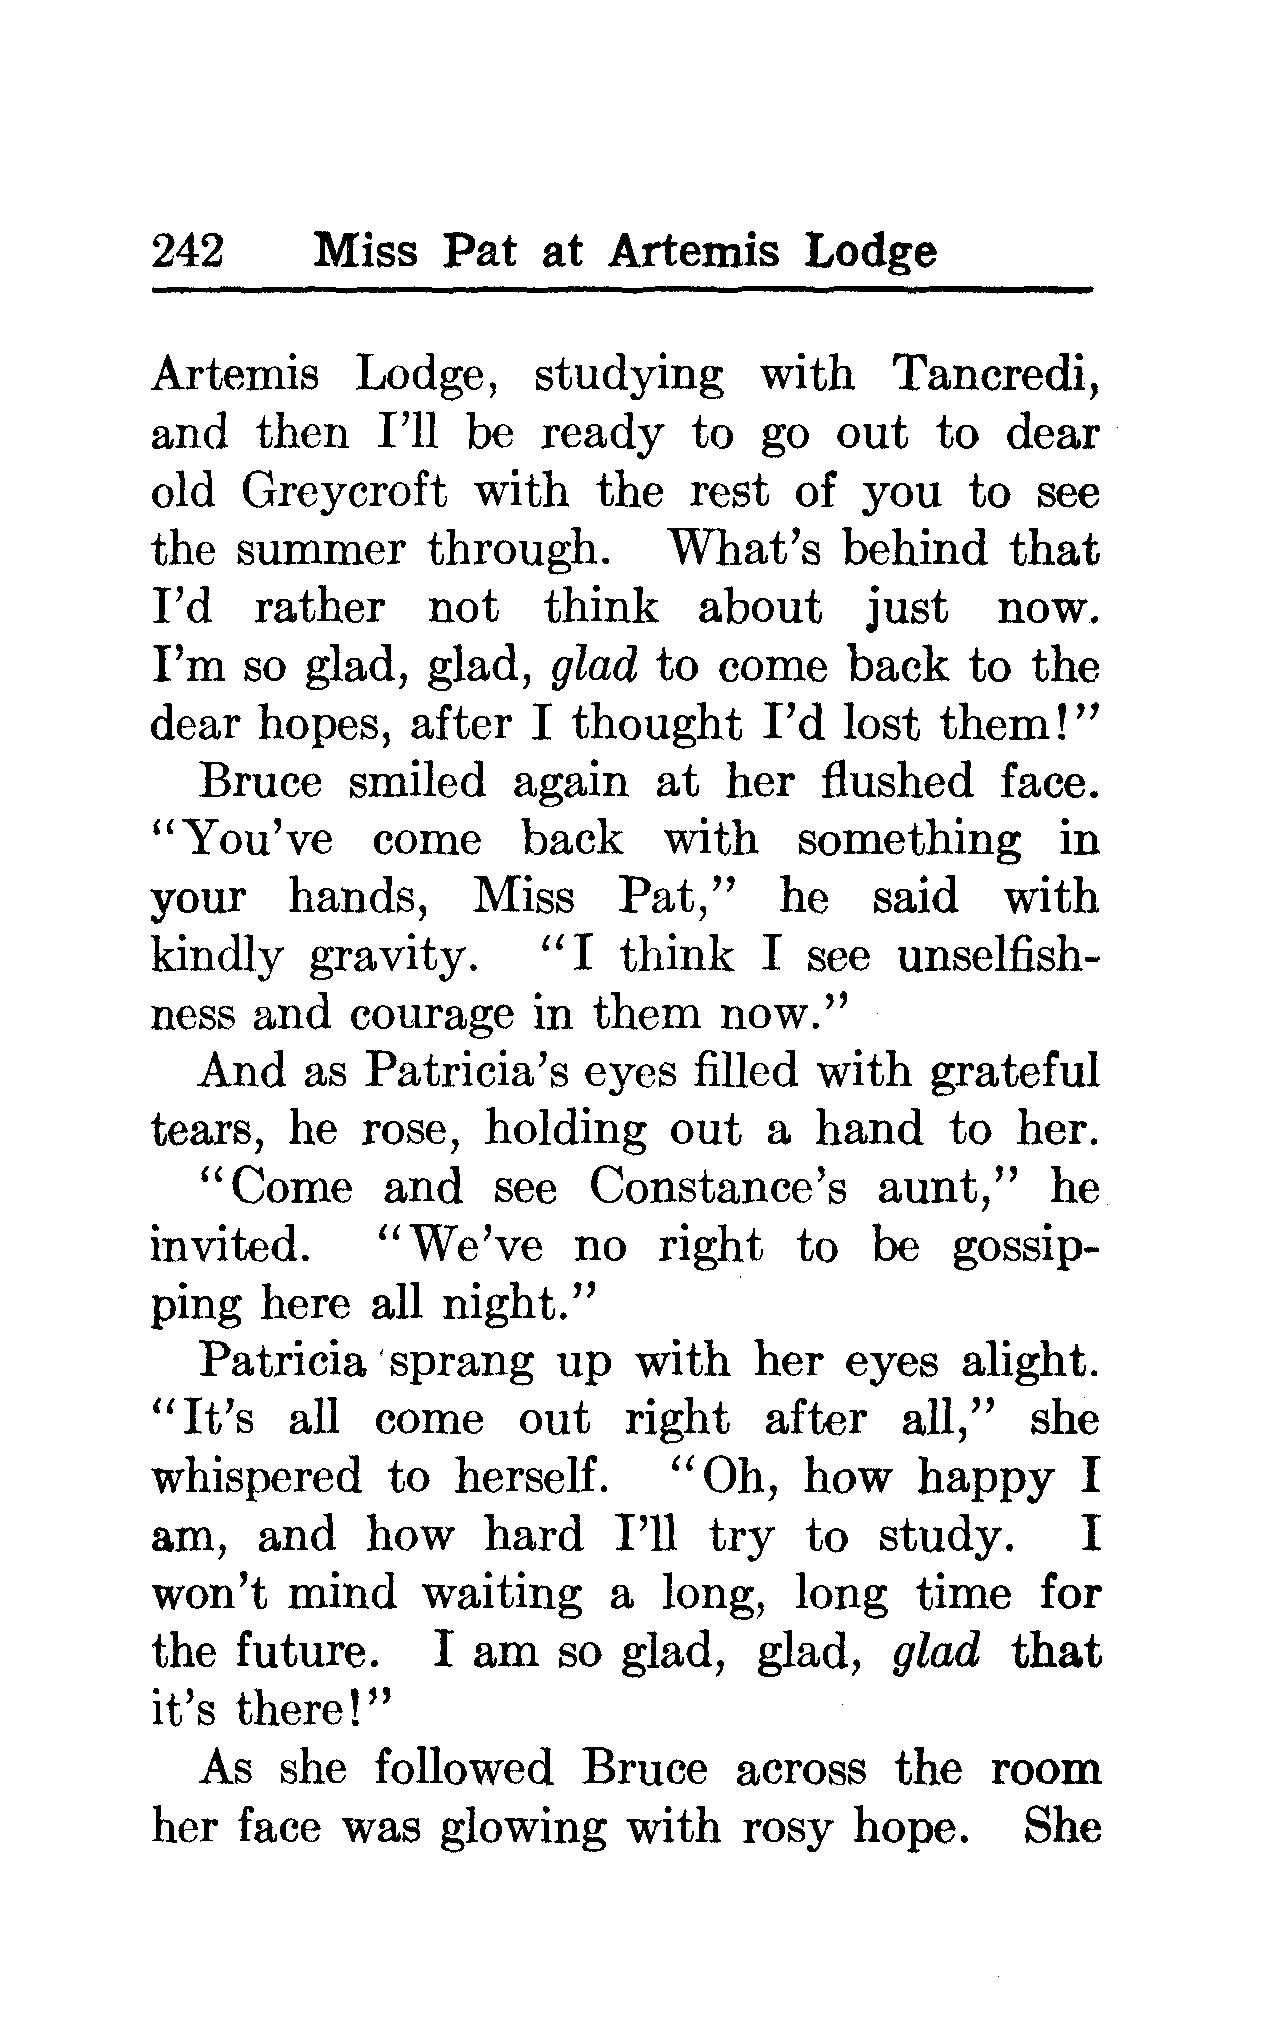 242 Miss Pat at Artemis Lodge
Artemis Lodge, studying with Tancredi,
and then I'll be ready to go out to dear
old Greycroft with the rest of you to see
the summer through. What's behind that
I'd rather not think about just now.
I'm so glad, glad, glad to come back to the
dear hopes, after I thought I'd lost them!"
Bruce smiled again at her flushed face.
"You've come back with something in
your hands, Miss Pat," he said with
kindly gravity. "I think I see unselfish-
ness and courage in them now."
And as Patricia's eyes filled with grateful
tears, he rose, holding out a hand to her.
"Come and see Constance's aunt," he
invited. "We've no right to be gossip-
ping here all night."
Patricia sprang up with her eyes alight.
"It's all come out right after all," she
whispered to herself. "Oh, how happy I
am, and how hard I'll try to study. I
won't mind waiting a long, long time for
the future. I am so glad, glad, glad that
it's there!"
As she followed Bruce across the room
her face was glowing with rosy hope. She